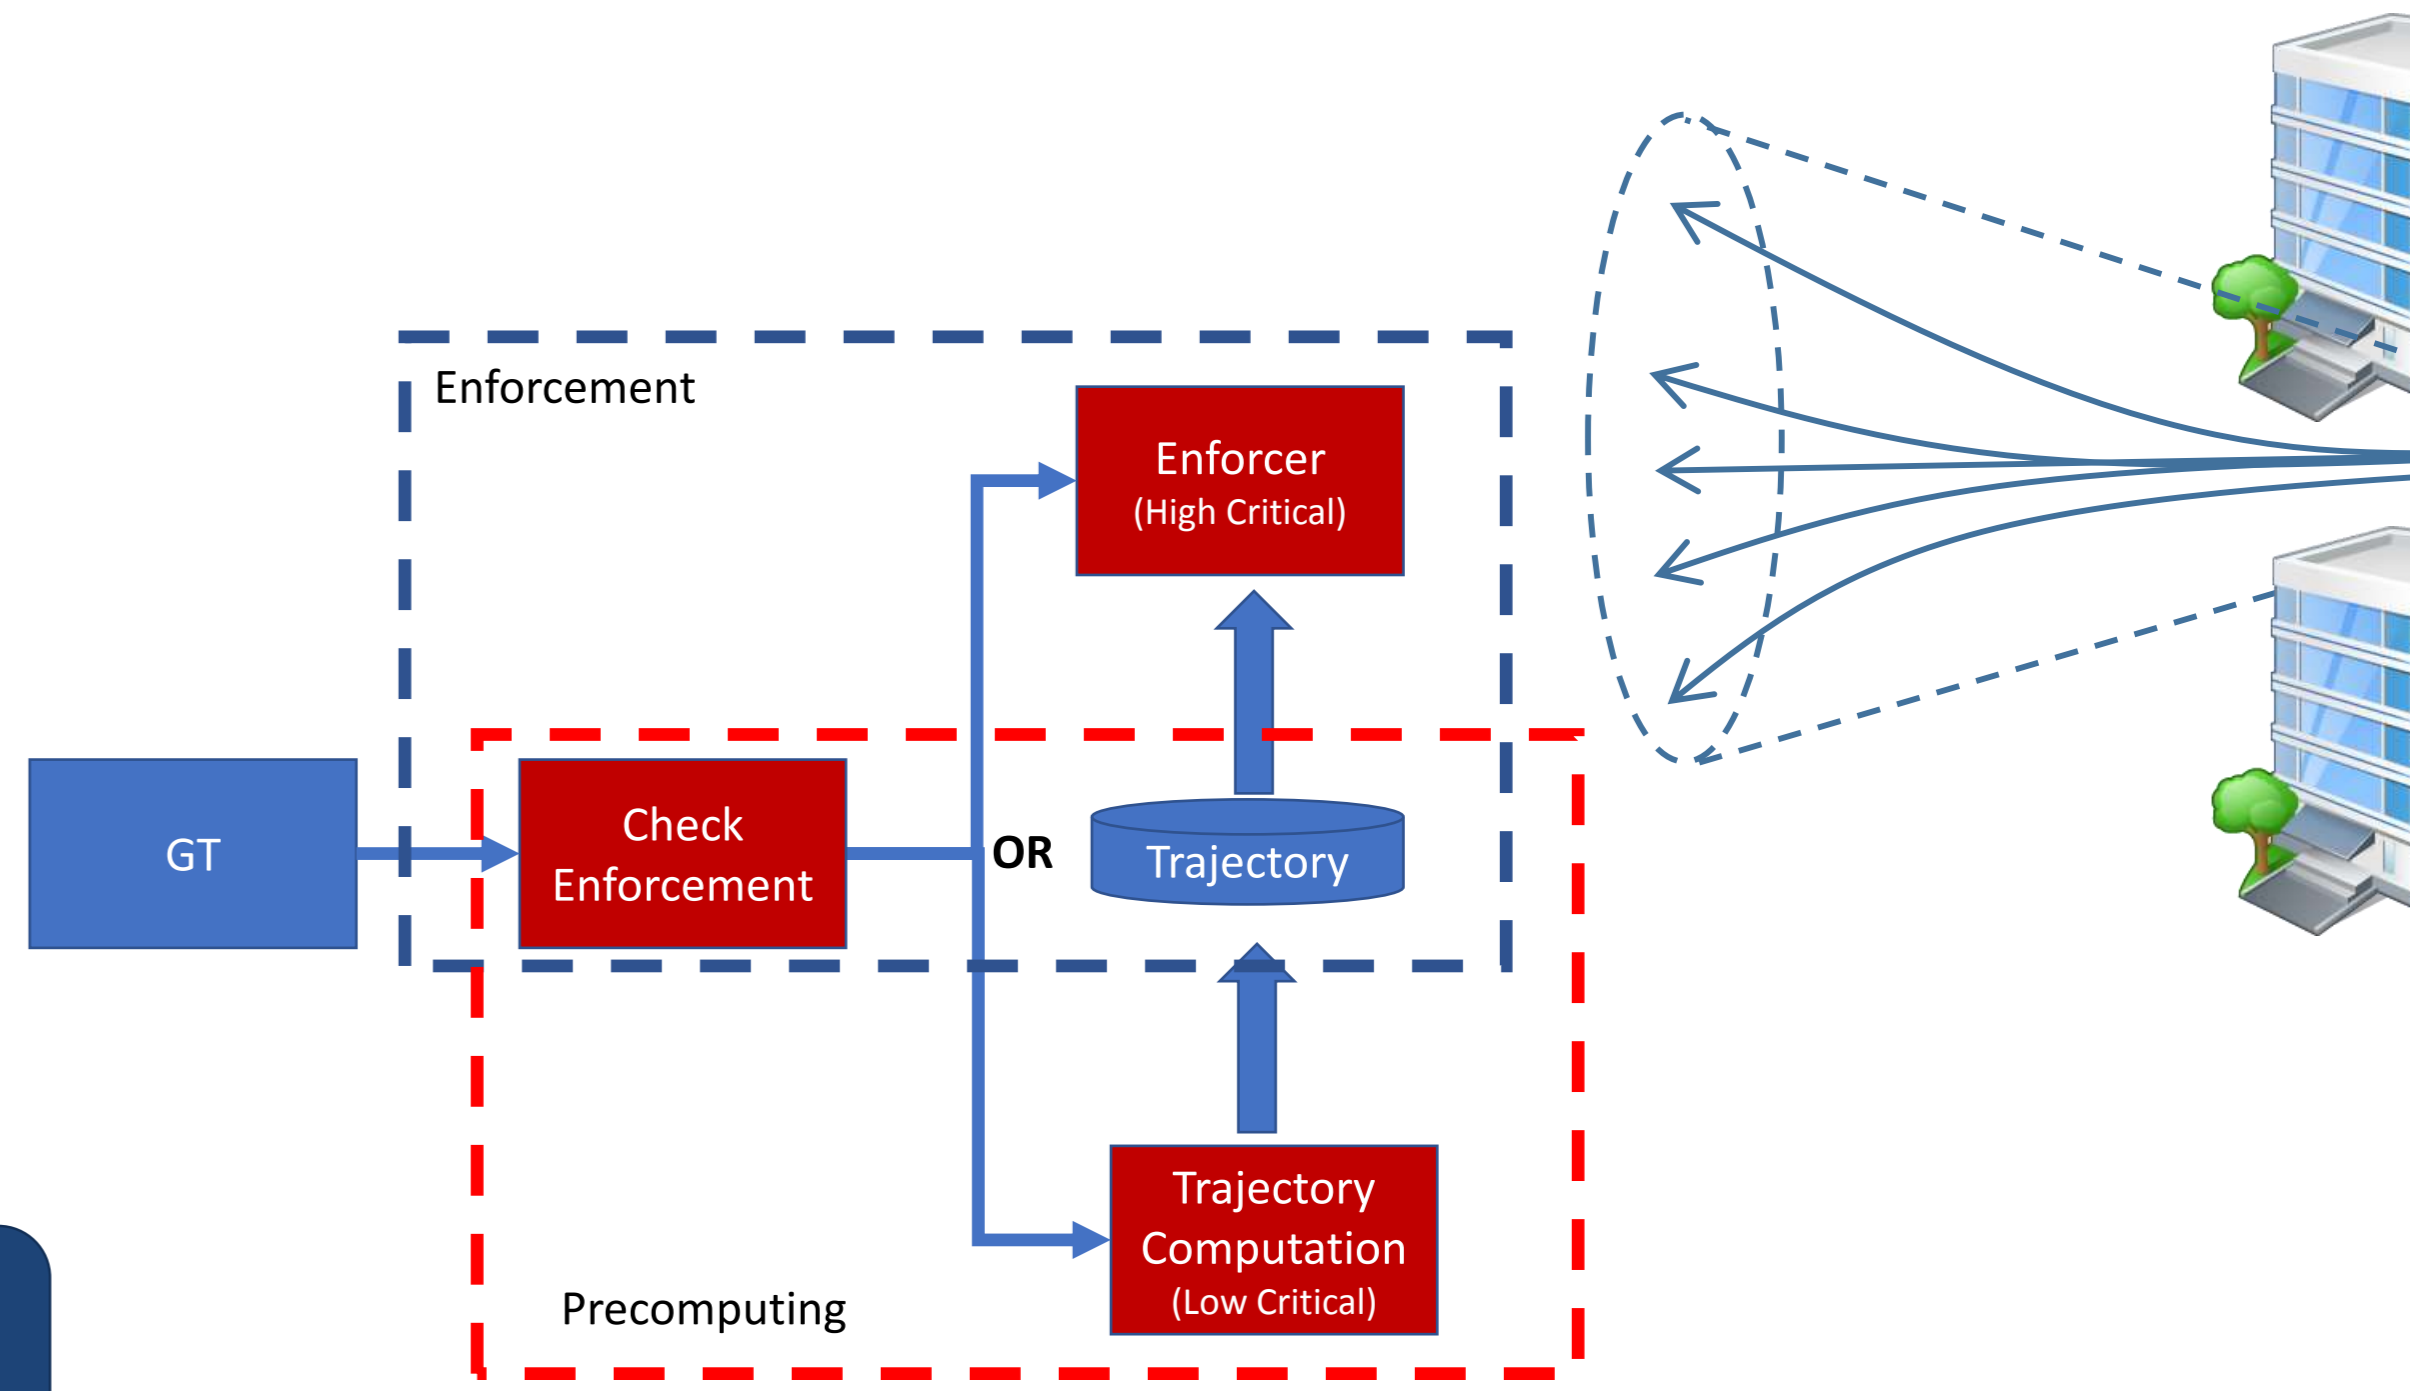 Enforcement
Enforcer
(High Critical)
GT
Check
Enforcement
OR
Trajectory
Trajectory
Computation
(Low Critical)
Precomputing